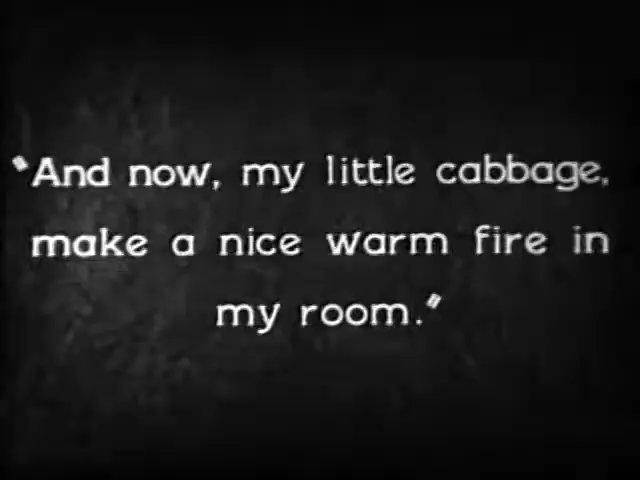 "And now, my little cabbage,
make a nice warm fire in
my room."